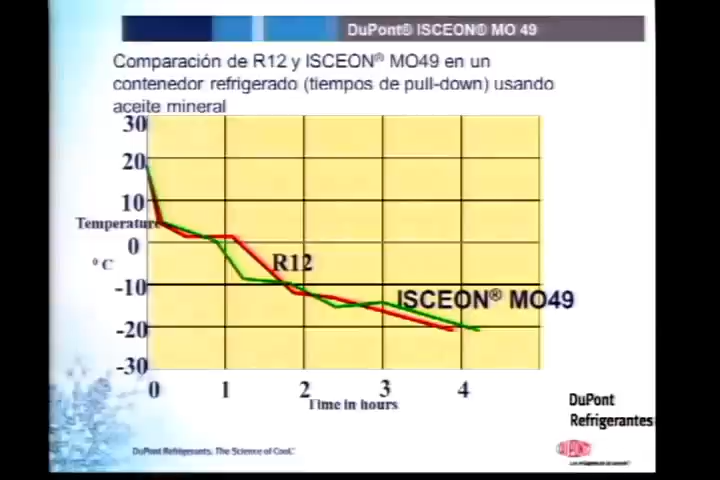 DuPont® ISCEON® MO 49
Comparación de R12 y ISCEON® MO49 en un
contenedor refrigerado (tiempos de pull-down) usando
aceite mineral
30
20
10
Temperature
0
º C
-10
-20
-30
R12
ISCEON® MO49
0 1 2 3 4
Time in hours
DuPont
Refrigerantes
DuPont Refrigerants. The Science of Cool.
DUPONT